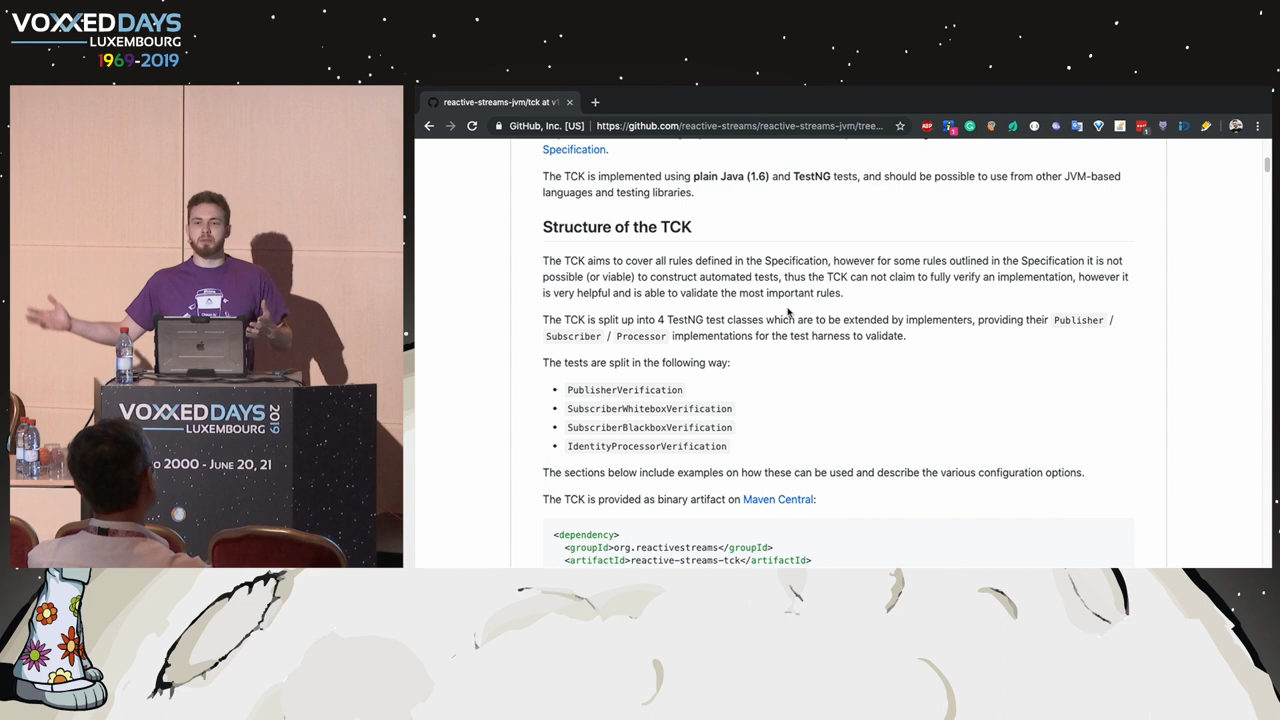 VOXXED DAYS
LUXEMBOURG
1969-2019
reactive-streams-jvm/tck at v1
GitHub, Inc. [US]
https://github.com/reactive-streams/reactive-streams-jvm/tree...
Specification.
The TCK is implemented using plain Java (1.6) and TestNG tests, and should be possible to use from other JVM-based
languages and testing libraries.
Structure of the TCK
The TCK aims to cover all rules defined in the Specification, however for some rules outlined in the Specification it is not
possible (or viable) to construct automated tests, thus the TCK can not claim to fully verify an implementation, however it
is very helpful and is able to validate the most important rules.
The TCK is split up into 4 TestNG test classes which are to be extended by implementers, providing their Publisher /
Subscriber / Processor implementations for the test harness to validate.
The tests are split in the following way:
• PublisherVerification
• SubscriberWhiteboxVerification
• SubscriberBlackboxVerification
• IdentityProcessorVerification
The sections below include examples on how these can be used and describe the various configuration options.
The TCK is provided as binary artifact on Maven Central:
<dependency>
<groupId>org.reactivestreams</groupId>
<artifactId>reactive-streams-tck</artifactId>
VOXXED DAYS
2019
LUXEMBOURG
2000 - JUNE 20, 21